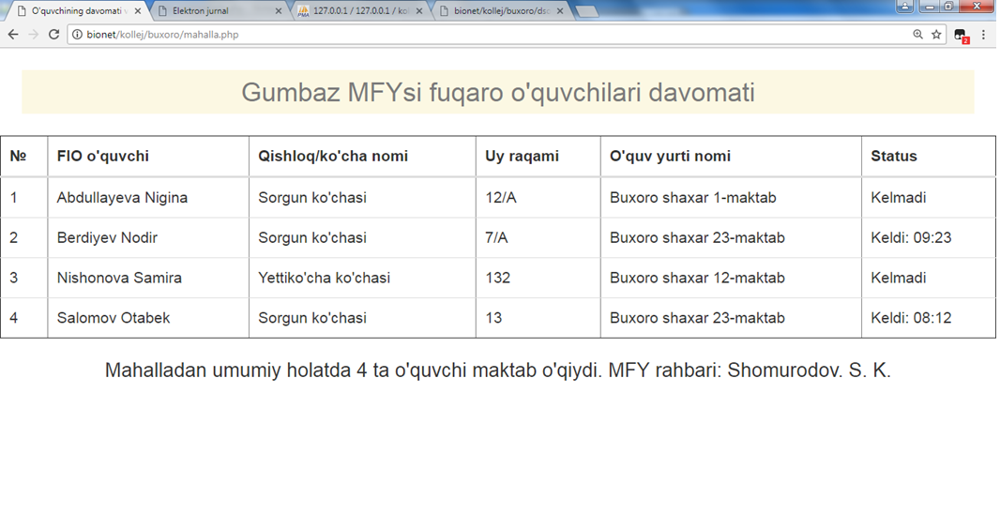 O'quvchining davomati
Elektron jurnal
127.0.0.1 / 127.0.0.1 / ko
bionet/kollej/buxoro/dsc
bionet/kollej/buxoro/mahalla.php
2
Gumbaz MFYsi fuqaro o'quvchilari davomati
№ FIO o'quvchi Qishloq/ko'cha nomi Uy raqami O'quv yurti nomi Status
1 Abdullayeva Nigina Sorgun ko'chasi 12/A Buxoro shaxar 1-maktab Kelmadi
2 Berdiyev Nodir Sorgun ko'chasi 7/A Buxoro shaxar 23-maktab Keldi: 09:23
3 Nishonova Samira Yettiko'cha ko'chasi 132 Buxoro shaxar 12-maktab Kelmadi
4 Salomov Otabek Sorgun ko'chasi 13 Buxoro shaxar 23-maktab Keldi: 08:12
Mahalladan umumiy holatda 4 ta o'quvchi maktab o'qiydi. MFY rahbari: Shomurodov. S. K.